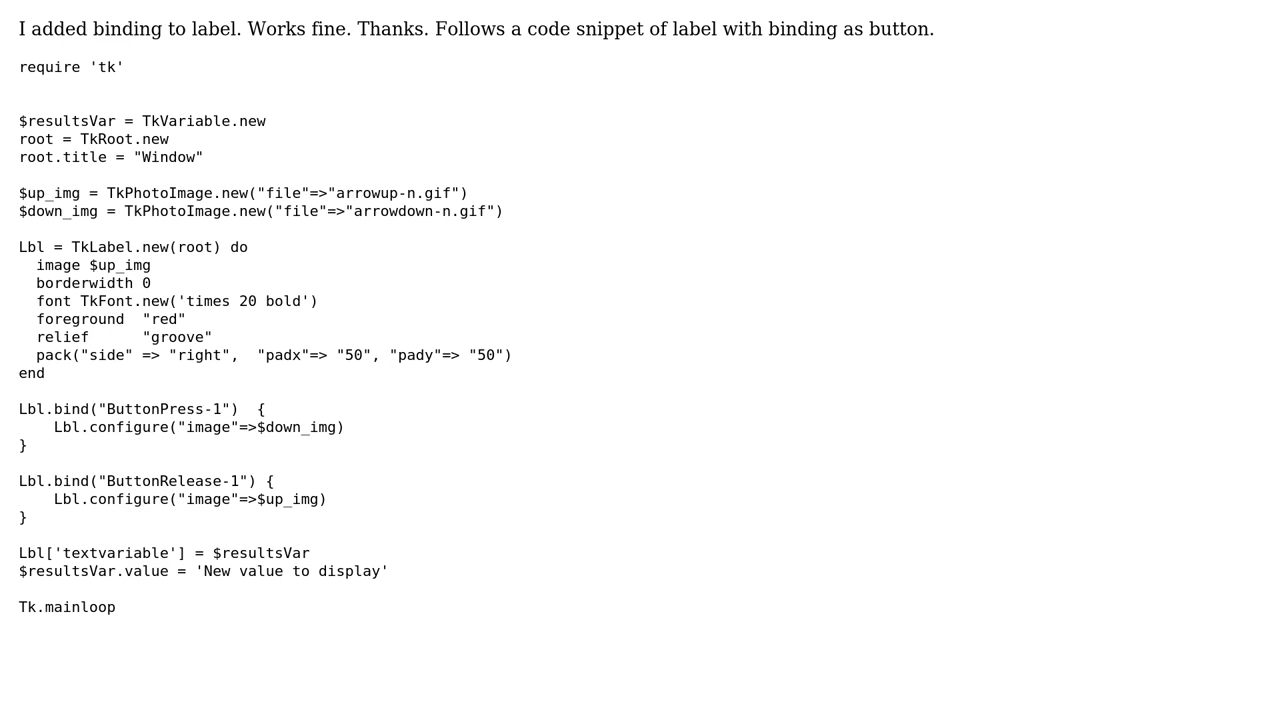 I added binding to label. Works fine. Thanks. Follows a code snippet of label with binding as button.
require 'tk'
$resultsVar = TkVariable.new
root = TkRoot.new
root.title = "Window"
$up_img = TkPhotoImage.new("file"=>"arrowup-n.gif")
$down_img = TkPhotoImage.new("file"=>"arrowdown-n.gif")
Lbl = TkLabel.new(root) do
  image $up_img
  borderwidth 0
  font TkFont.new('times 20 bold')
  foreground  "red"
  relief      "groove"
  pack("side" => "right",  "padx"=> "50", "pady"=> "50")
end
Lbl.bind("ButtonPress-1")  {
    Lbl.configure("image"=>$down_img)
}
Lbl.bind("ButtonRelease-1") {
    Lbl.configure("image"=>$up_img)
}
Lbl['textvariable'] = $resultsVar
$resultsVar.value = 'New value to display'
Tk.mainloop